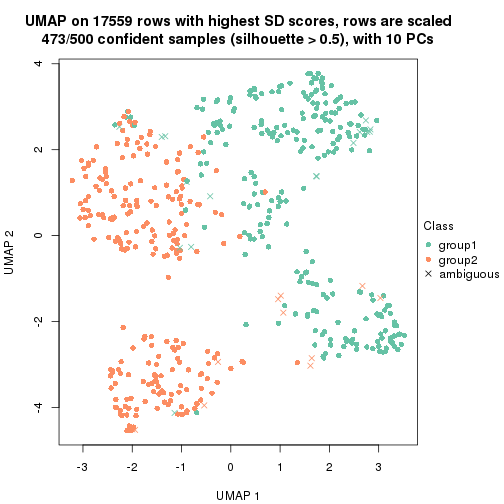 UMAP on 17559 rows with highest SD scores, rows are scaled
473/500 confident samples (silhouette > 0.5), with 10 PCs
4
2
0
-2
-4
UMAP 2
-3
-2
-1
0
1
2
3
UMAP 1
Class
group1
group2
ambiguous